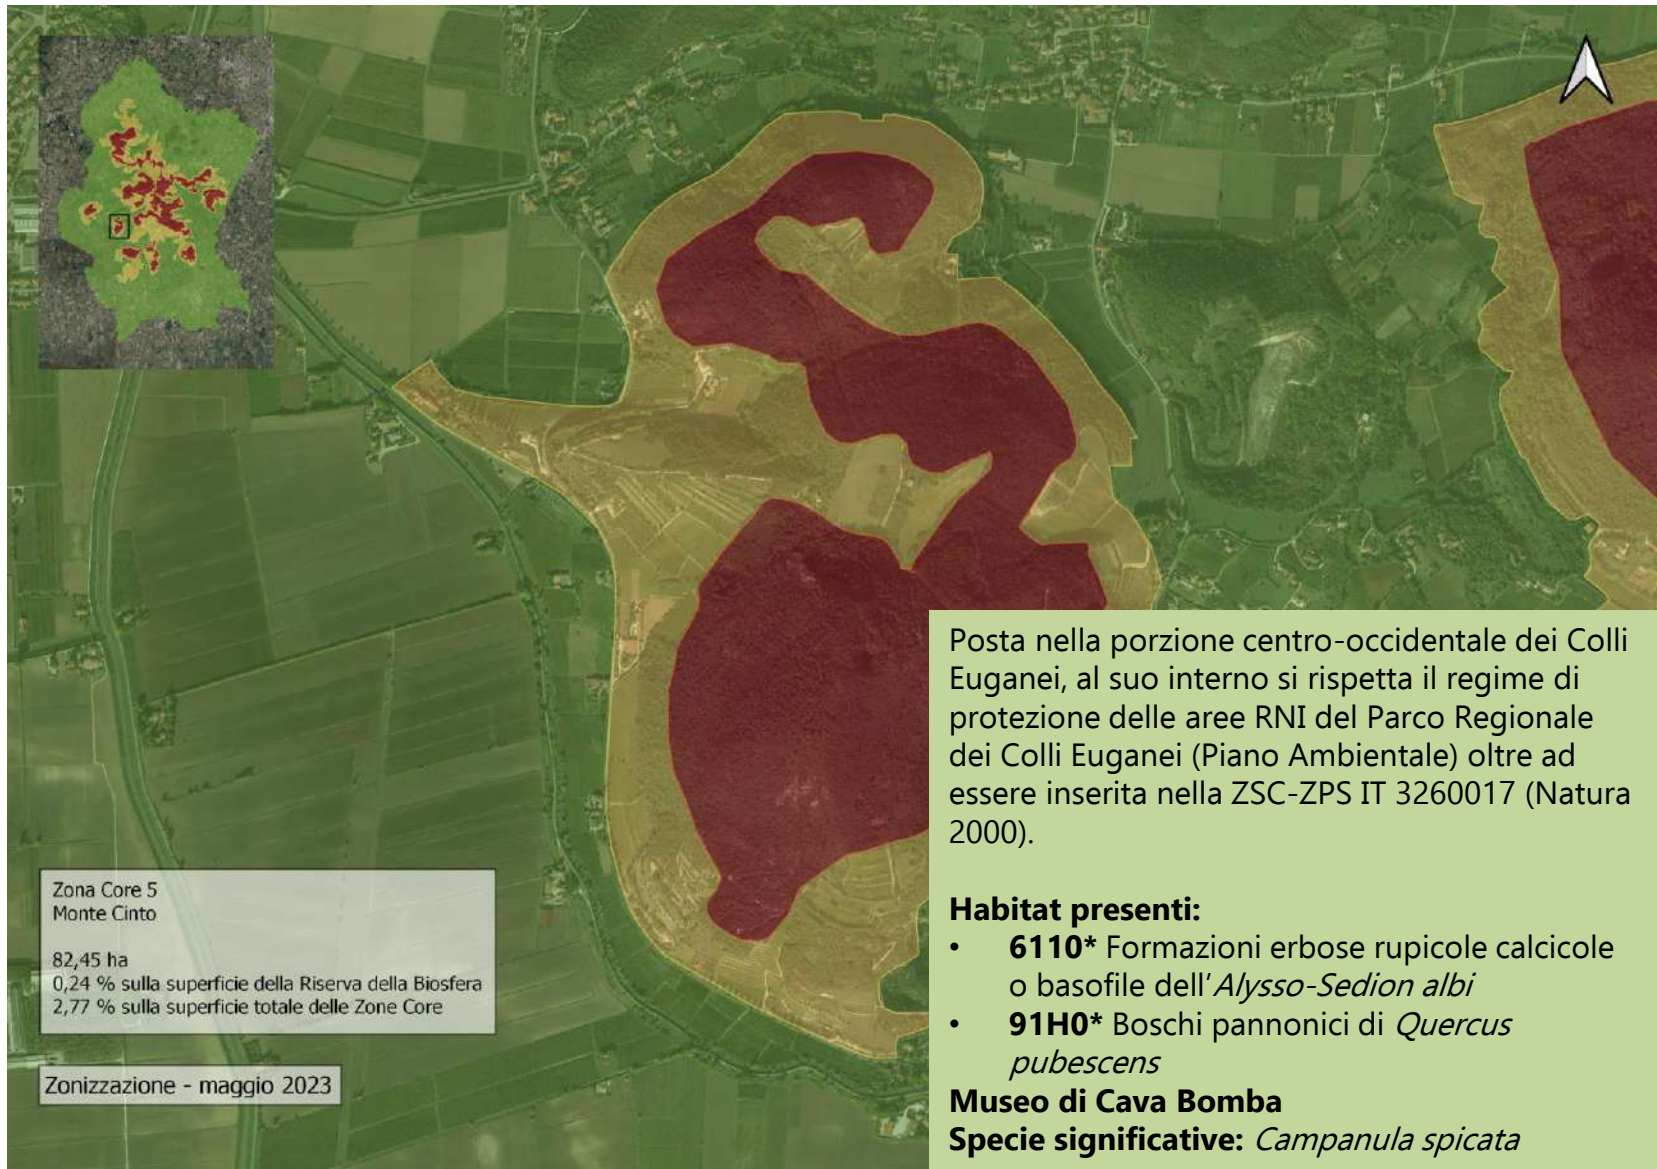 Zona Core 5
Monte Cinto
82,45 ha
0,24 % sulla superficie della Riserva della Biosfera
2,77 % sulla superficie totale delle Zone Core
Zonizzazione - maggio 2023
Posta nella porzione centro-occidentale dei Colli
Euganei, al suo interno si rispetta il regime di
protezione delle aree RNI del Parco Regionale
dei Colli Euganei (Piano Ambientale) oltre ad
essere inserita nella ZSC-ZPS IT 3260017 (Natura
2000).
Habitat presenti:
• 6110* Formazioni erbose rupicole calcicole
o basofile dell'Alysso-Sedion albi
• 91H0* Boschi pannonici di Quercus
pubescens
Museo di Cava Bomba
Specie significative: Campanula spicata